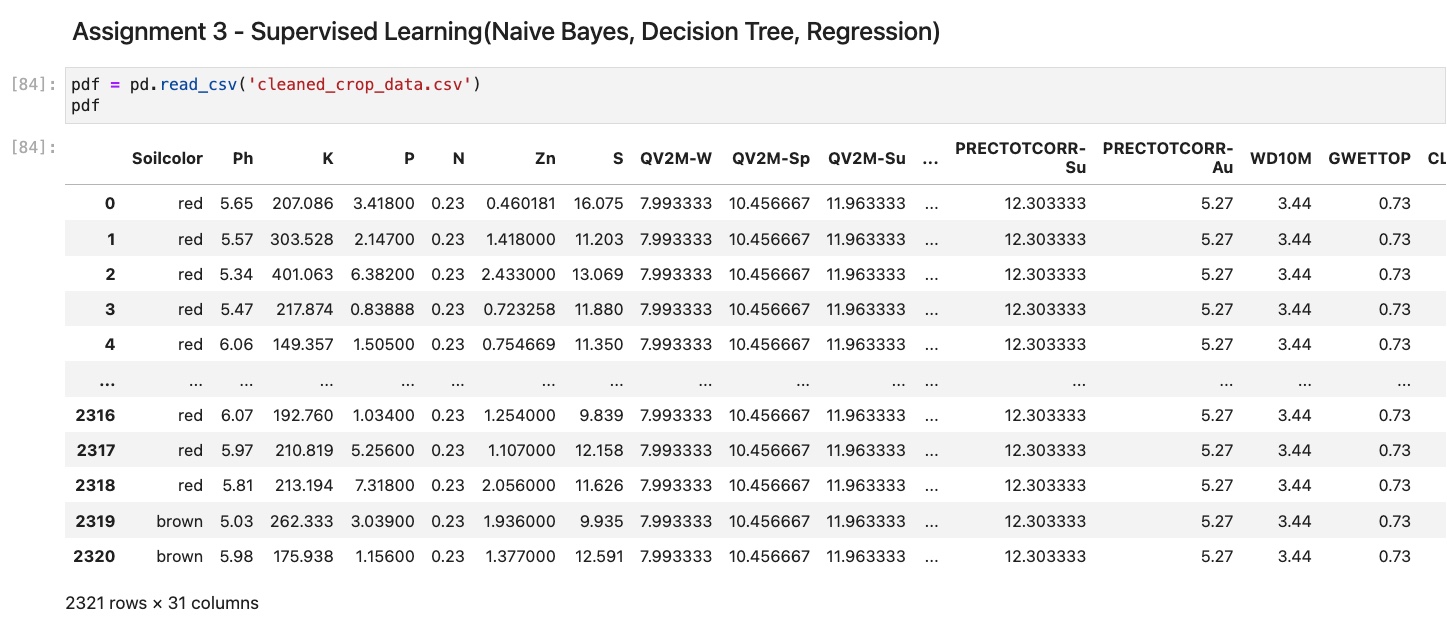 Assignment 3 - Supervised Learning(Naive Bayes, Decision Tree, Regression)
[84]: pdf = pd.read_csv('cleaned_crop_data.csv')
pdf
[84]:
Soilcolor Ph K P N Zn S QV2M-W QV2M-Sp QV2M-Su ... PRECTOTCORR-Su PRECTOTCORR-Au WD10M GWETTOP CL
0 red 5.65 207.086 3.41800 0.23 0.460181 16.075 7.993333 10.456667 11.963333 ... 12.303333 5.27 3.44 0.73
1 red 5.57 303.528 2.14700 0.23 1.418000 11.203 7.993333 10.456667 11.963333 ... 12.303333 5.27 3.44 0.73
2 red 5.34 401.063 6.38200 0.23 2.433000 13.069 7.993333 10.456667 11.963333 ... 12.303333 5.27 3.44 0.73
3 red 5.47 217.874 0.83888 0.23 0.723258 11.880 7.993333 10.456667 11.963333 ... 12.303333 5.27 3.44 0.73
4 red 6.06 149.357 1.50500 0.23 0.754669 11.350 7.993333 10.456667 11.963333 ... 12.303333 5.27 3.44 0.73
... ... ... ... ... ... ... ... ... ... ... ... ... ... ... ...
2316 red 6.07 192.760 1.03400 0.23 1.254000 9.839 7.993333 10.456667 11.963333 ... 12.303333 5.27 3.44 0.73
2317 red 5.97 210.819 5.25600 0.23 1.107000 12.158 7.993333 10.456667 11.963333 ... 12.303333 5.27 3.44 0.73
2318 red 5.81 213.194 7.31800 0.23 2.056000 11.626 7.993333 10.456667 11.963333 ... 12.303333 5.27 3.44 0.73
2319 brown 5.03 262.333 3.03900 0.23 1.936000 9.935 7.993333 10.456667 11.963333 ... 12.303333 5.27 3.44 0.73
2320 brown 5.98 175.938 1.15600 0.23 1.377000 12.591 7.993333 10.456667 11.963333 ... 12.303333 5.27 3.44 0.73
2321 rows × 31 columns